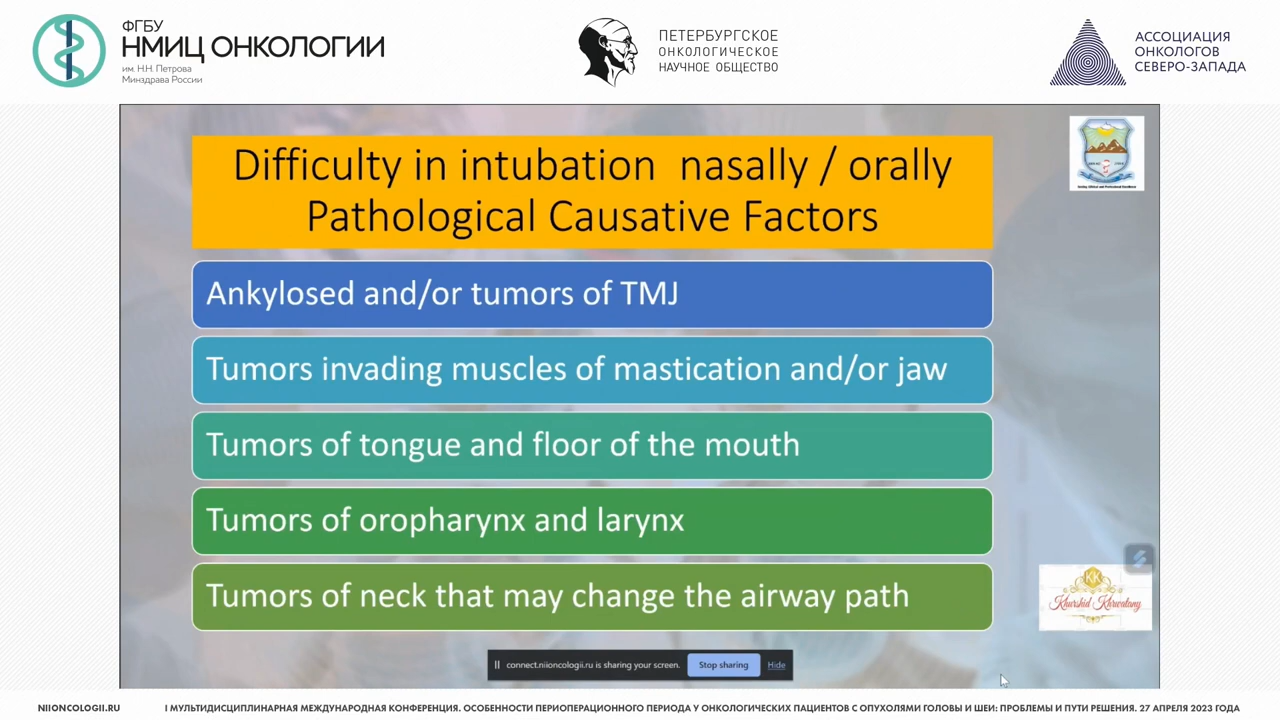 ФГБУ
НМИЦ ОНКОЛОГИИ
им. Н.Н. Петрова
Минздрава России
ПЕТЕРБУРГСКОЕ
ОНКОЛОГИЧЕСКОЕ
НАУЧНОЕ ОБЩЕСТВО
АССОЦИАЦИЯ
ОНКОЛОГОВ
СЕВЕРО-ЗАПАДА
Difficulty in intubation nasally / orally
Pathological Causative Factors
Ankylosed and/or tumors of TMJ
Tumors invading muscles of mastication and/or jaw
Tumors of tongue and floor of the mouth
Tumors of oropharynx and larynx
Tumors of neck that may change the airway path
KK
Khurshid Kharwatany
connect.niioncologii.ru is sharing your screen.
Stop sharing
Hide
NIIONCOLOGII.RU
I МУЛЬТИДИСЦИПЛИНАРНАЯ МЕЖДУНАРОДНАЯ КОНФЕРЕНЦИЯ. ОСОБЕННОСТИ ПЕРИОПЕРАЦИОННОГО ПЕРИОДА У ОНКОЛОГИЧЕСКИХ ПАЦИЕНТОВ С ОПУХОЛЯМИ ГОЛОВЫ И ШЕИ: ПРОБЛЕМЫ И ПУТИ РЕШЕНИЯ. 27 АПРЕЛЯ 2023 ГОДА